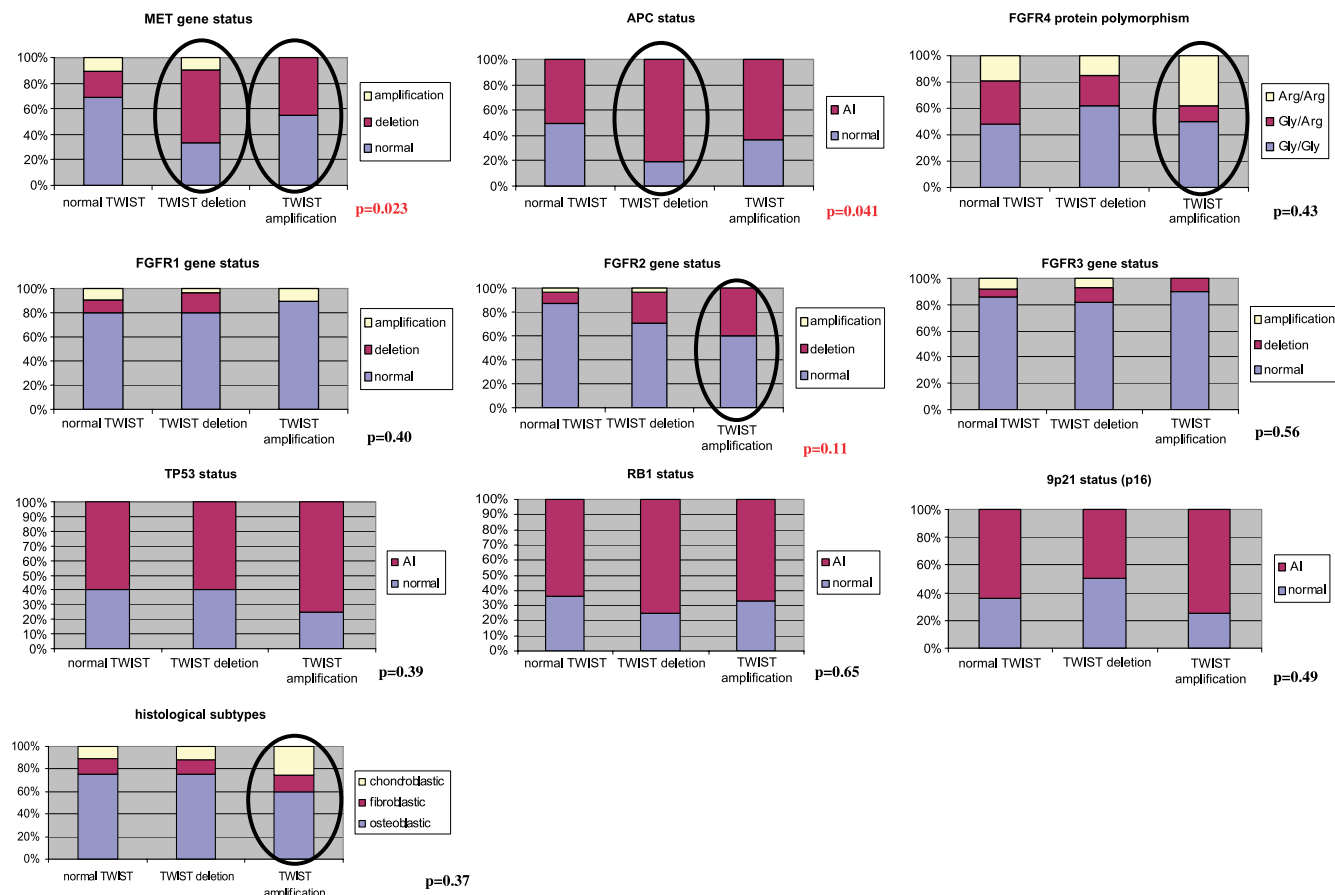 MET gene status
100%
80%
60%
40%
20%
0%
normal TWIST
TWIST deletion
TWIST
amplification
amplification
deletion
normal
p=0.023
APC status
100%
80%
60%
40%
20%
0%
normal TWIST
TWIST deletion
TWIST
amplification
AI
normal
p=0.041
FGFR4 protein polymorphism
100%
80%
60%
40%
20%
0%
normal TWIST
TWIST deletion
TWIST
amplification
Arg/Arg
Gly/Arg
Gly/Gly
p=0.43
FGFR1 gene status
100%
80%
60%
40%
20%
0%
normal TWIST
TWIST deletion
TWIST
amplification
amplification
deletion
normal
p=0.40
FGFR2 gene status
100%
80%
60%
40%
20%
0%
normal TWIST
TWIST deletion
TWIST
amplification
amplification
deletion
normal
p=0.11
FGFR3 gene status
100%
80%
60%
40%
20%
0%
normal TWIST
TWIST deletion
TWIST
amplification
amplification
deletion
normal
p=0.56
TP53 status
100%
90%
80%
70%
60%
50%
40%
30%
20%
10%
0%
normal TWIST
TWIST deletion
TWIST
amplification
AI
normal
p=0.39
RB1 status
100%
90%
80%
70%
60%
50%
40%
30%
20%
10%
0%
normal TWIST
TWIST deletion
TWIST
amplification
AI
normal
p=0.65
9p21 status (p16)
100%
80%
60%
40%
20%
0%
normal TWIST
TWIST deletion
TWIST
amplification
AI
normal
p=0.49
histological subtypes
100%
80%
60%
40%
20%
0%
normal TWIST
TWIST deletion
TWIST
amplification
chondroblastic
fibroblastic
osteoblastic
p=0.37